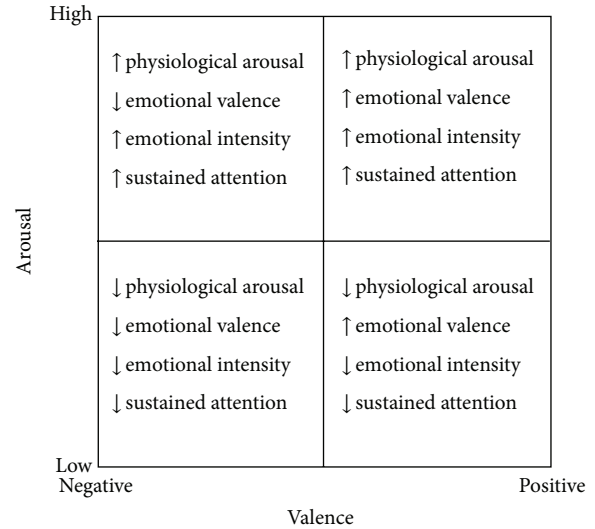 High
↑ physiological arousal
↓ emotional valence
↑ emotional intensity
↑ sustained attention
↑ physiological arousal
↑ emotional valence
↑ emotional intensity
↑ sustained attention
Arousal
↓ physiological arousal
↓ emotional valence
↓ emotional intensity
↓ sustained attention
↓ physiological arousal
↑ emotional valence
↓ emotional intensity
↓ sustained attention
Low
Negative
Positive
Valence